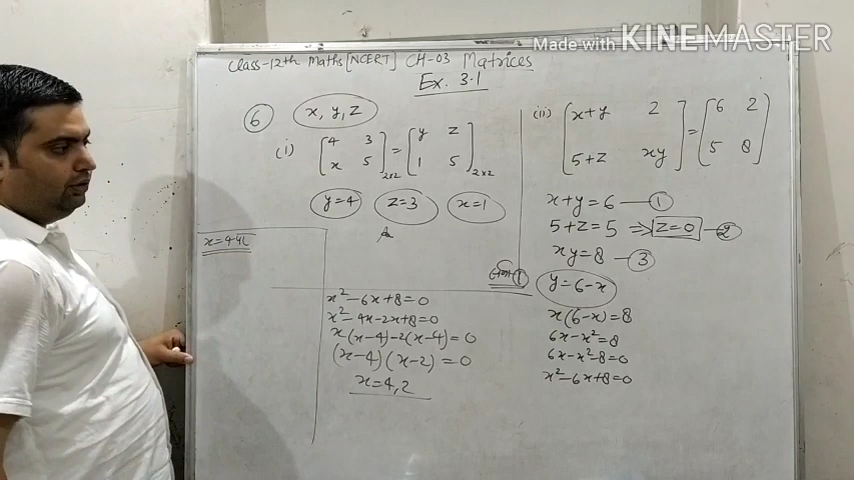 Made with KINEMASTER
Class-12th Maths [NCERT] CH-03 Matrices
Ex. 3.1
6 x, y, z
(i) [4 3
x 5]2x2 = [y z
1 5]2x2
y=4 z=3 x=1
x²-6x+8=0
x²-4x-2x+8=0
x(x-4)-2(x-4)=0
(x-4)(x-2)=0
x=4,2
(ii) [x+y 2
5+z xy] = [6 2
5 8]
x+y=6 —1
5+z=5 ⇒ z=0 —2
xy=8 —3
y=6-x
x(6-x)=8
6x-x²=8
6x-x²-8=0
x²-6x+8=0